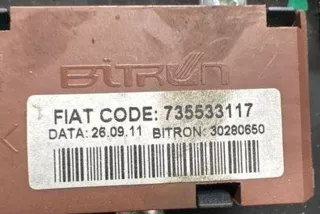 BITRON
FIAT CODE: 735533117
DATA: 26.09.11 BITRON: 30280650